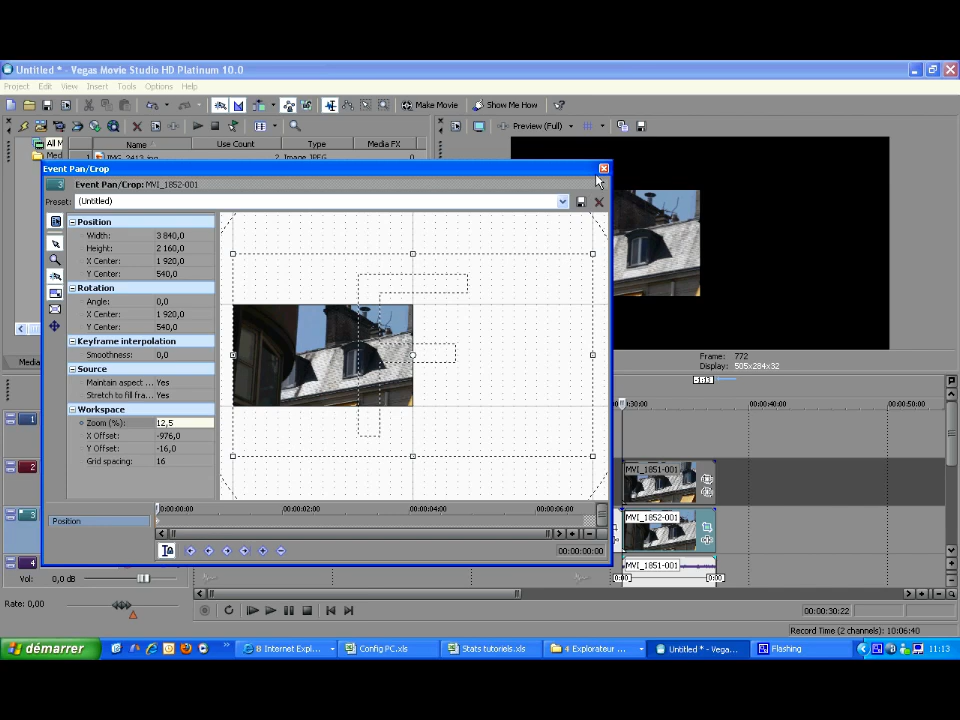 Untitled * - Vegas Movie Studio HD Platinum 10.0
Project Edit View Insert Tools Options Help
Make Movie Show Me How
Preview (Full)
All M Name Use Count Type Media FX
Med IMG_2413.jpg 2 Image JPEG
Event Pan/Crop
3 Event Pan/Crop: MVI_1852-001
Preset: (Untitled)
Position
Width: 3 840,0
Height: 2 160,0
X Center: 1 920,0
Y Center: 540,0
Rotation
Angle: 0,0
X Center: 1 920,0
Y Center: 540,0
Keyframe interpolation
Smoothness: 0,0
Source
Maintain aspect ... Yes
Stretch to fill fra... Yes
Workspace
Zoom (%): 12,5
X Offset: -976,0
Y Offset: -16,0
Grid spacing: 16
0:00:00:00 00:00:02:00 00:00:04:00 00:00:06:00
Position
00:00:00:00
Media
Frame: 772
Display: 505x284x32
0:30:00 00:00:40:00 00:00:50:00
1
2
MVI_1851-001
3
MVI_1852-001
4
MVI_1851-001
Vol: 0,0 dB
Rate: 0,00
00:00:30:22
Record Time (2 channels): 10:06:40
démarrer 8 Internet Expl... Config PC.xls Stats tutoriels.xls 4 Explorateur ... Untitled * - Vega... Flashing 11:13